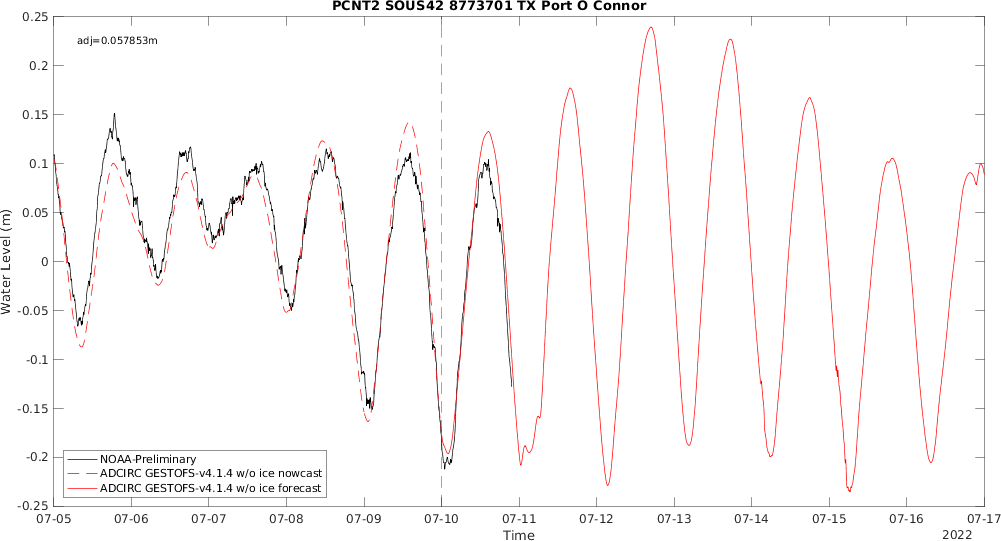 PCNT2 SOUS42 8773701 TX Port O Connor
adj=0.057853m
0.25
0.2
0.15
0.1
0.05
0
-0.05
-0.1
-0.15
-0.2
-0.25
Water Level (m)
NOAA-Preliminary
ADCIRC GESTOFS-v4.1.4 w/o ice nowcast
ADCIRC GESTOFS-v4.1.4 w/o ice forecast
07-05 07-06 07-07 07-08 07-09 07-10 07-11 07-12 07-13 07-14 07-15 07-16 07-17
Time
2022